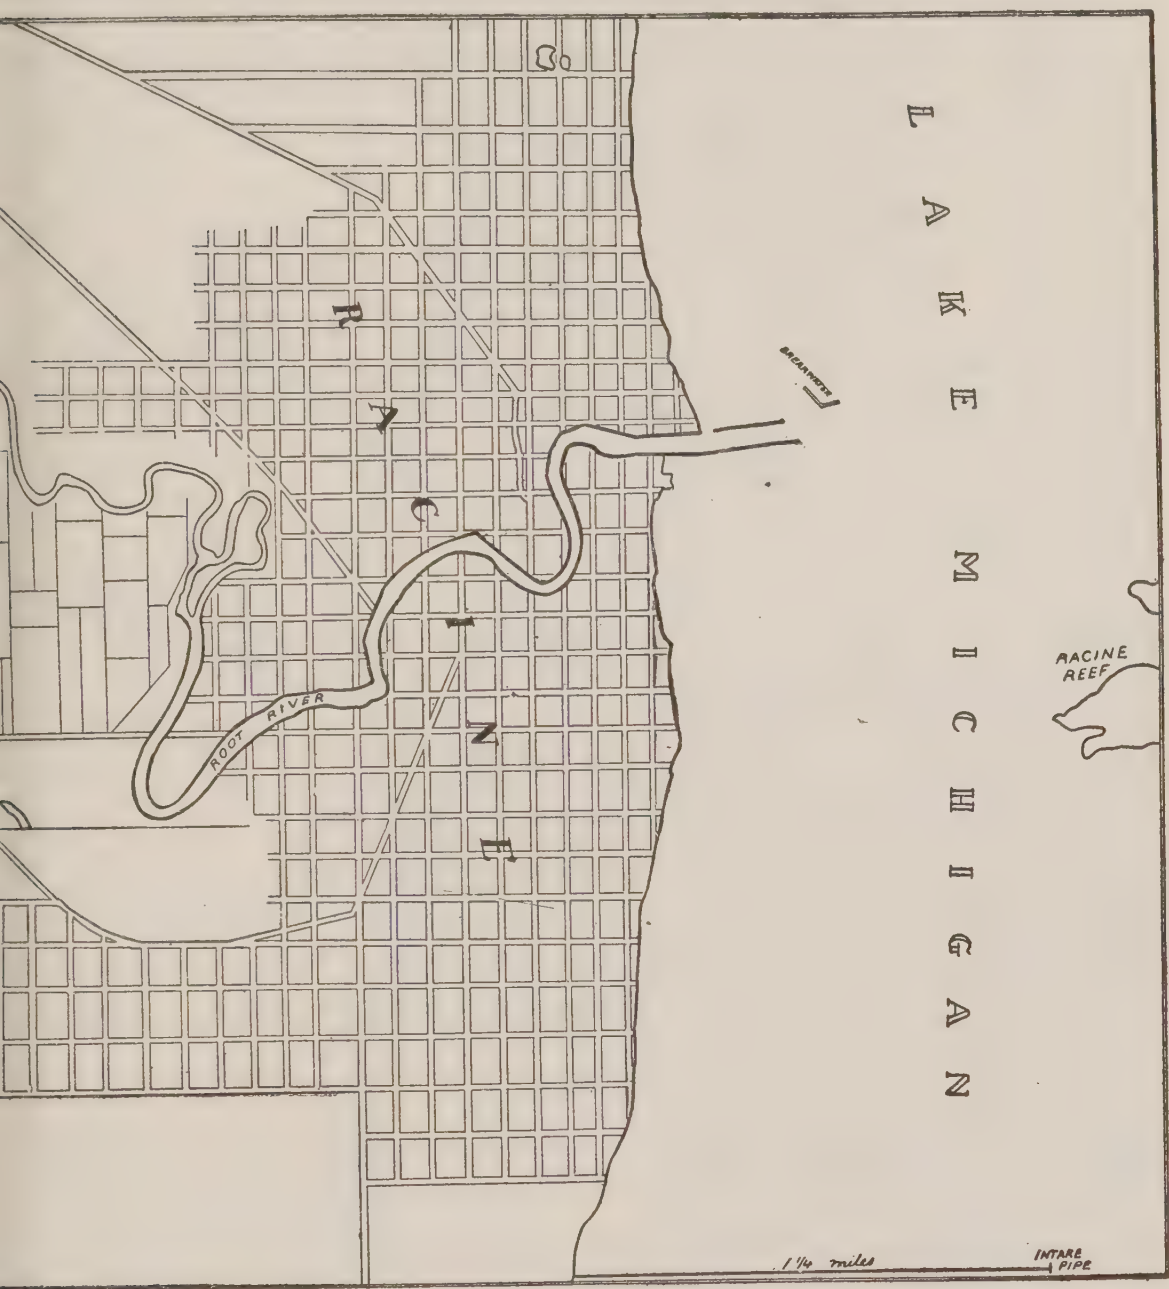 LAKE MICHIGAN
RACINE
BREAKWATER
RACINE
REEF
ROOT RIVER
1 1/4 miles
INTAKE
PIPE